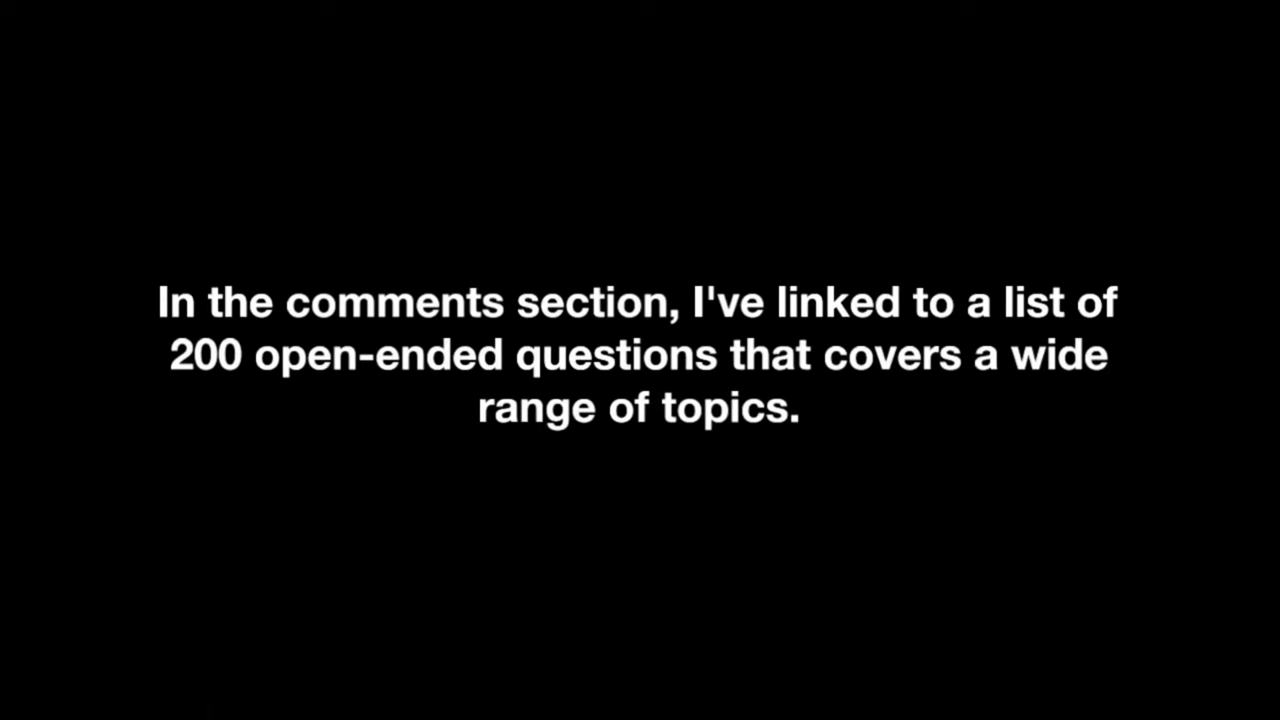 In the comments section, I've linked to a list of
200 open-ended questions that covers a wide
range of topics.